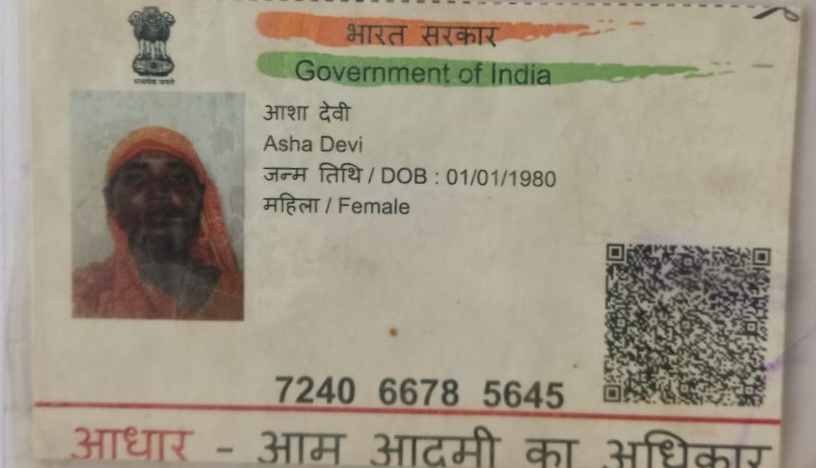 भारत सरकार
Government of India
आशा देवी
Asha Devi
जन्म तिथि / DOB : 01/01/1980
महिला / Female
7240 6678 5645
आधार - आम आदमी का अधिकार